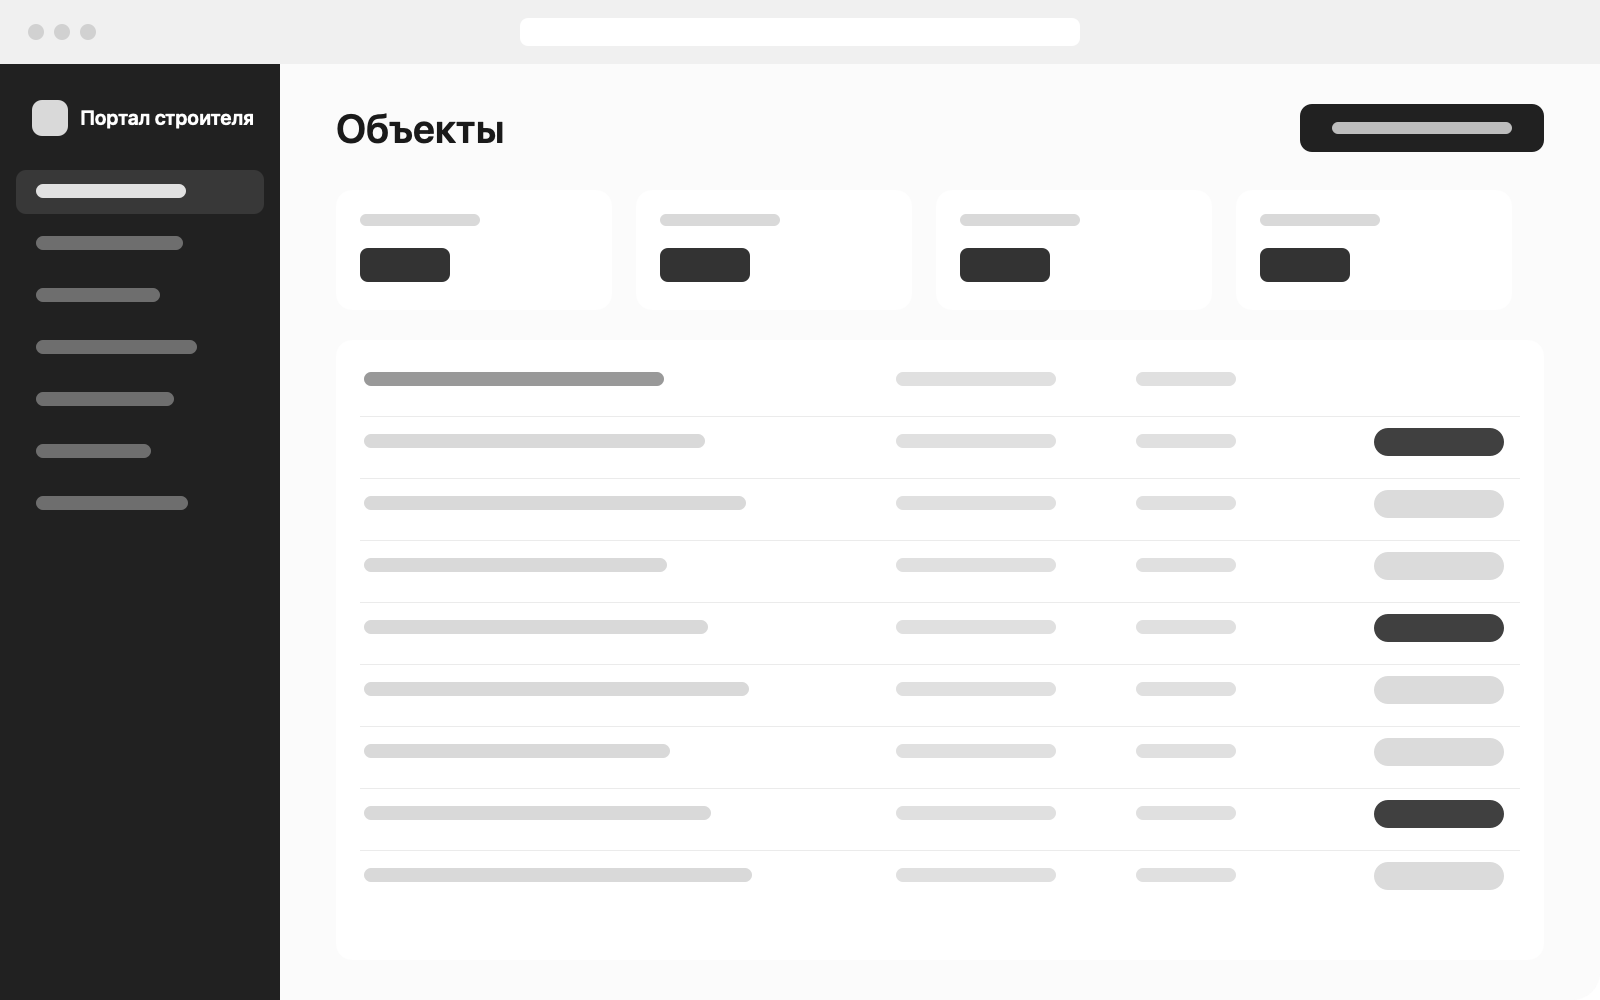 Портал строителя
Объекты